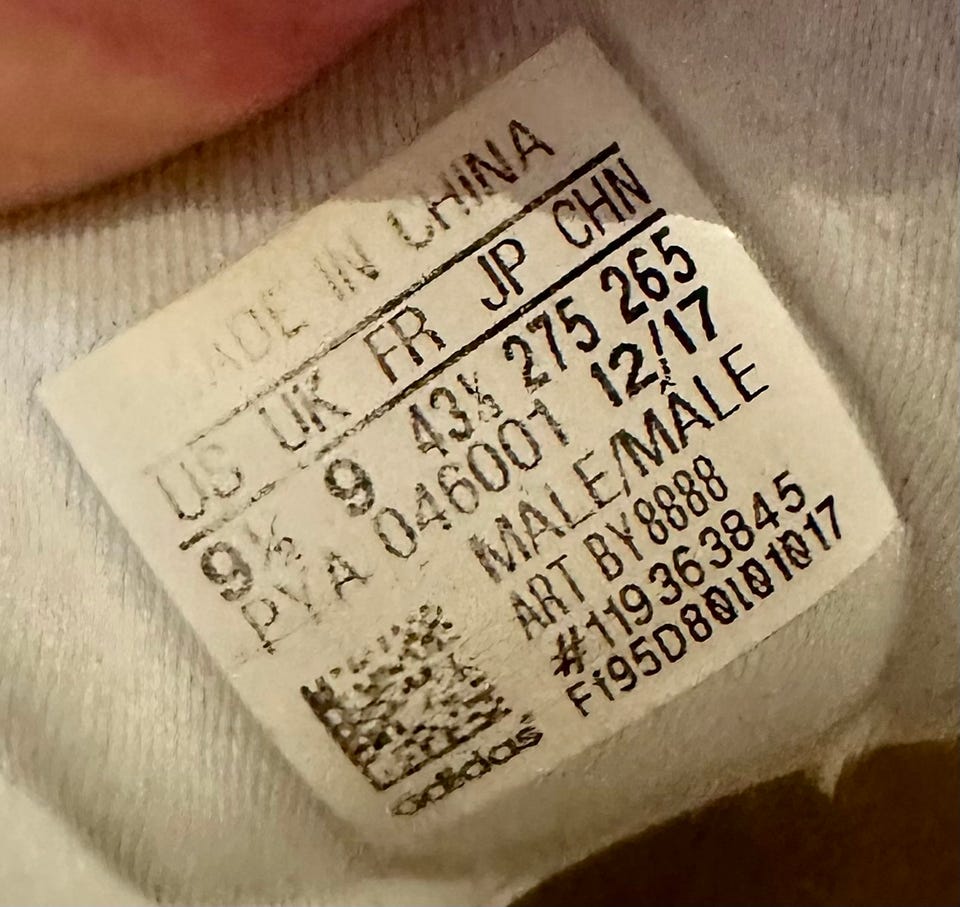 MADE IN CHINA
US UK FR JP CHN
9½ 9 43⅓ 275 265
PYA 046001 12/17
MALE/MÂLE
ART BY8888
#119363845
adidas